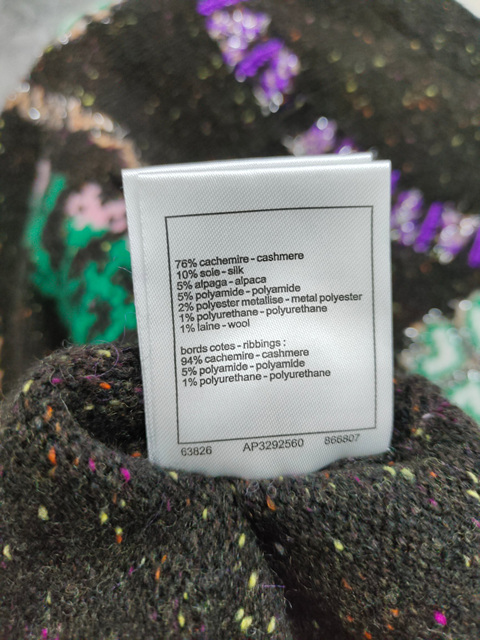 76% cachemire - cashmere
10% soie - silk
5% alpaga - alpaca
5% polyamide - polyamide
2% polyester metallise - metal polyester
1% polyurethane - polyurethane
1% laine - wool
bords cotes - ribbings :
94% cachemire - cashmere
5% polyamide - polyamide
1% polyurethane - polyurethane
63826 AP3292560 866807